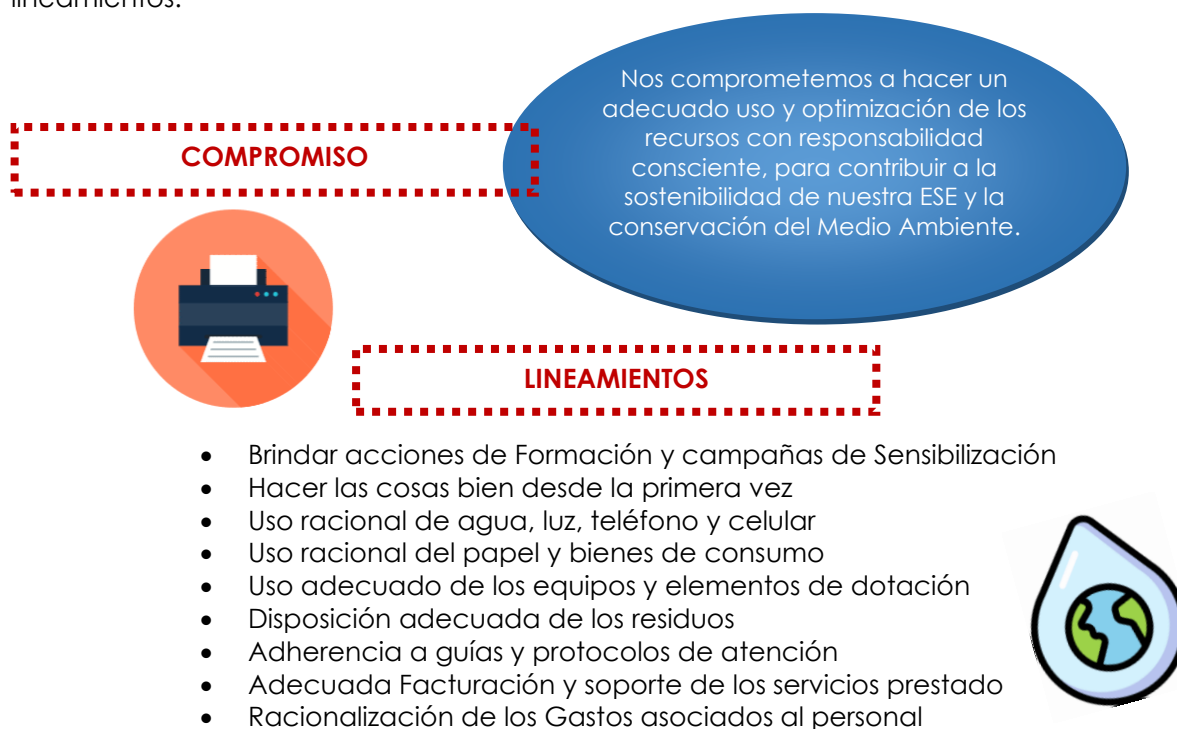 lineamientos.
Nos comprometemos a hacer un
adecuado uso y optimización de los
recursos con responsabilidad
consciente, para contribuir a la
sostenibilidad de nuestra ESE y la
conservación del Medio Ambiente.
COMPROMISO
LINEAMIENTOS
• Brindar acciones de Formación y campañas de Sensibilización
• Hacer las cosas bien desde la primera vez
• Uso racional de agua, luz, teléfono y celular
• Uso racional del papel y bienes de consumo
• Uso adecuado de los equipos y elementos de dotación
• Disposición adecuada de los residuos
• Adherencia a guías y protocolos de atención
• Adecuada Facturación y soporte de los servicios prestado
• Racionalización de los Gastos asociados al personal